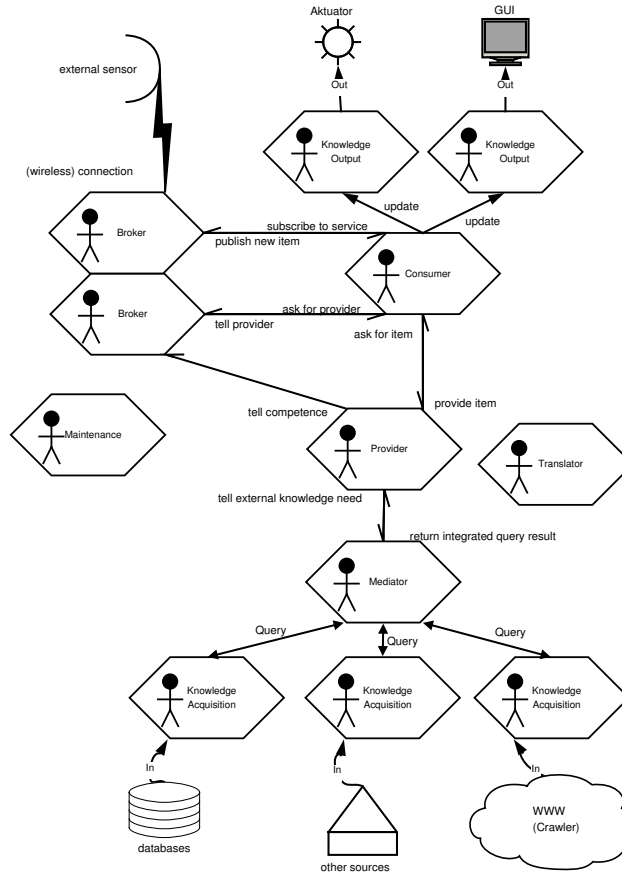 Aktuator
GUI
external sensor
Out
Out
Knowledge
Output
Knowledge
Output
(wireless) connection
update
update
Broker
subscribe to service
publish new item
Consumer
Broker
ask for provider
tell provider
ask for item
tell competence
provide item
Maintenance
Provider
Translator
tell external knowledge need
return integrated query result
Mediator
Query
Query
Query
Knowledge
Acquisition
Knowledge
Acquisition
Knowledge
Acquisition
In
In
In
WWW
(Crawler)
databases
other sources